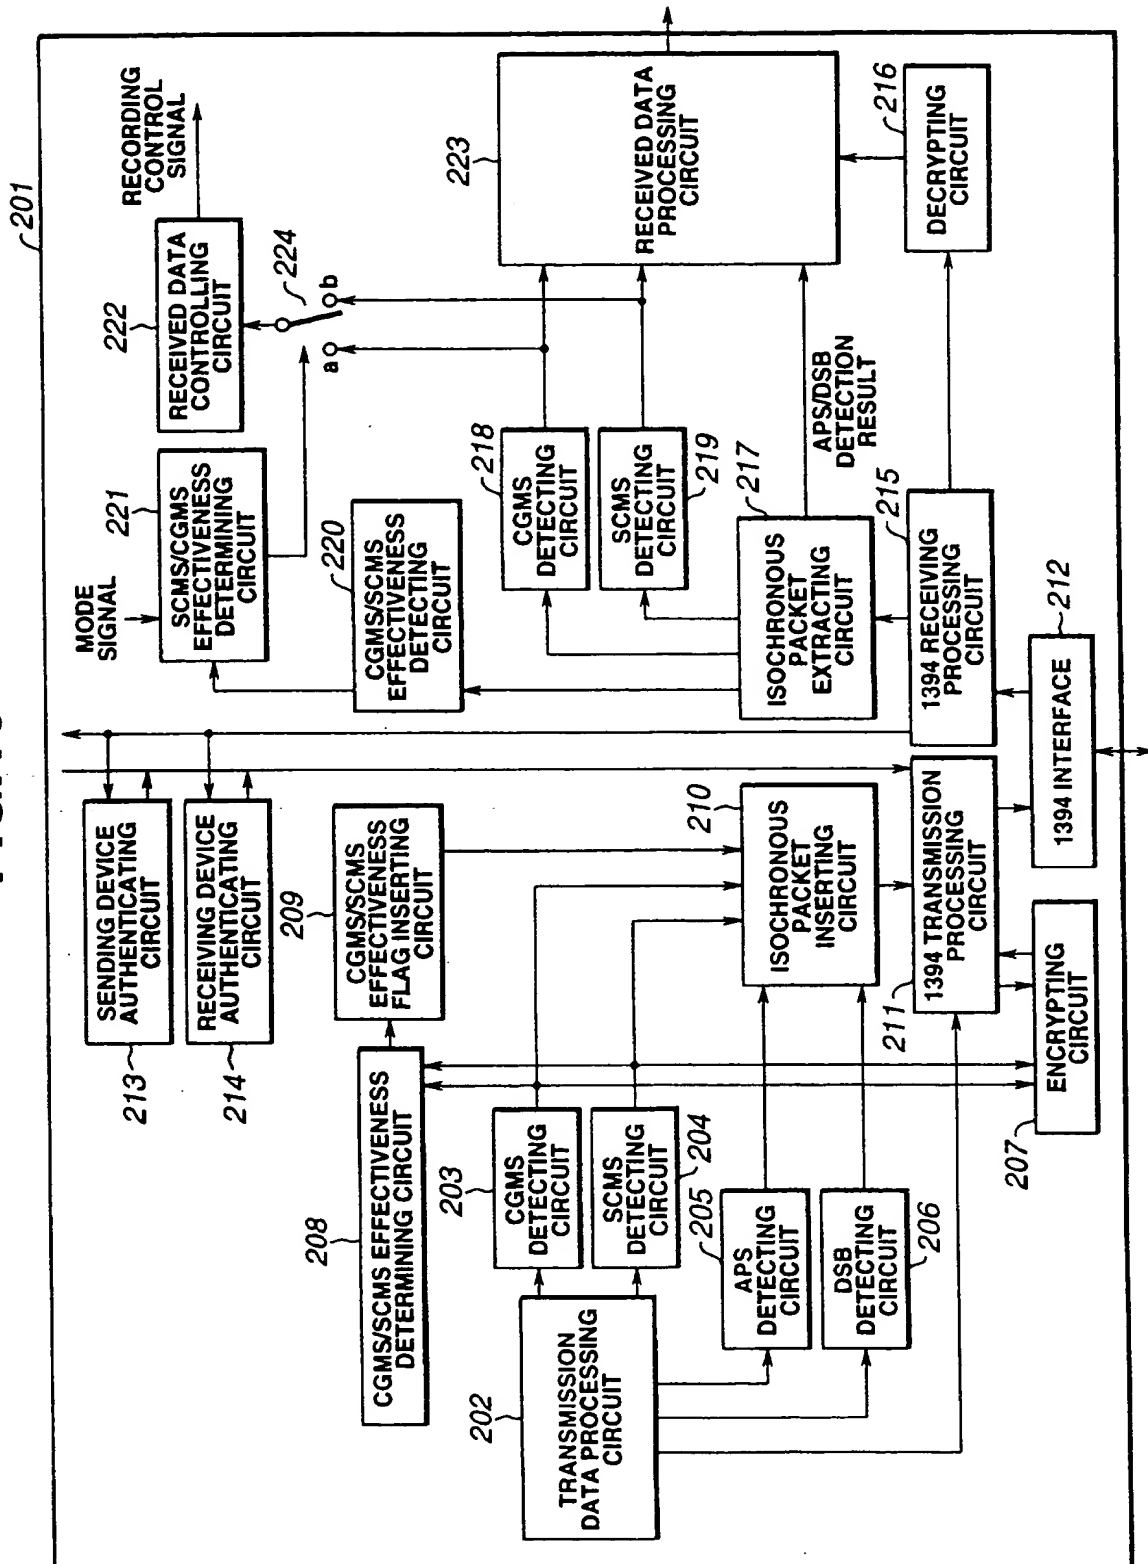 201
RECORDING
CONTROL
SIGNAL
MODE
SIGNAL
222
RECEIVED DATA
CONTROLLING
CIRCUIT
224
a
b
221
SCMS/CGMS
EFFECTIVENESS
DETERMINING
CIRCUIT
220
CGMS/SCMS
EFFECTIVENESS
DETECTING
CIRCUIT
223
RECEIVED DATA
PROCESSING
CIRCUIT
218
CGMS
DETECTING
CIRCUIT
219
SCMS
DETECTING
CIRCUIT
APS/DSB
DETECTION
RESULT
217
ISOCHRONOUS
PACKET
EXTRACTING
CIRCUIT
216
DECRYPTING
CIRCUIT
215
1394 RECEIVING
PROCESSING
CIRCUIT
212
1394 INTERFACE
213
SENDING DEVICE
AUTHENTICATING
CIRCUIT
214
RECEIVING DEVICE
AUTHENTICATING
CIRCUIT
209
CGMS/SCMS
EFFECTIVENESS
FLAG INSERTING
CIRCUIT
210
ISOCHRONOUS
PACKET
INSERTING
CIRCUIT
211
1394 TRANSMISSION
PROCESSING
CIRCUIT
207
ENCRYPTING
CIRCUIT
208
CGMS/SCMS EFFECTIVENESS
DETERMINING CIRCUIT
203
CGMS
DETECTING
CIRCUIT
204
SCMS
DETECTING
CIRCUIT
205
APS
DETECTING
CIRCUIT
206
DSB
DETECTING
CIRCUIT
202
TRANSMISSION
DATA PROCESSING
CIRCUIT